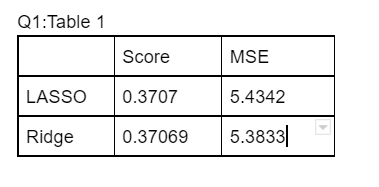 Q1:Table 1
Score MSE
LASSO 0.3707 5.4342
Ridge 0.37069 5.3833